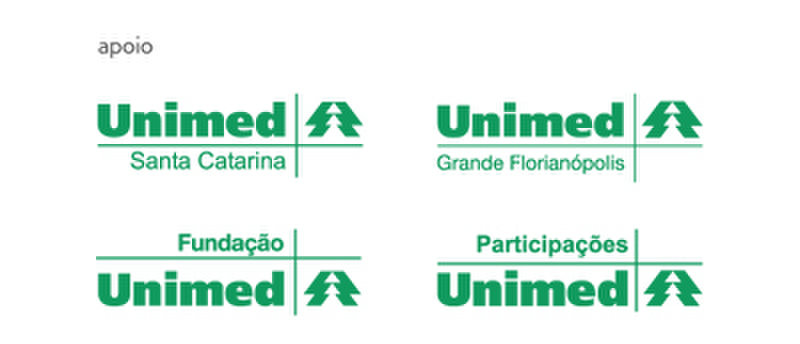 apoio
Unimed
Santa Catarina
Unimed
Grande Florianópolis
Fundação
Unimed
Participações
Unimed